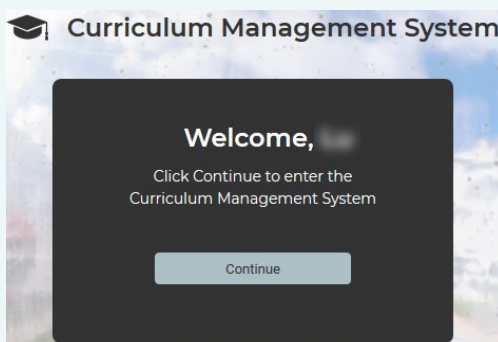 Curriculum Management System
Welcome,
Click Continue to enter the
Curriculum Management System
Continue